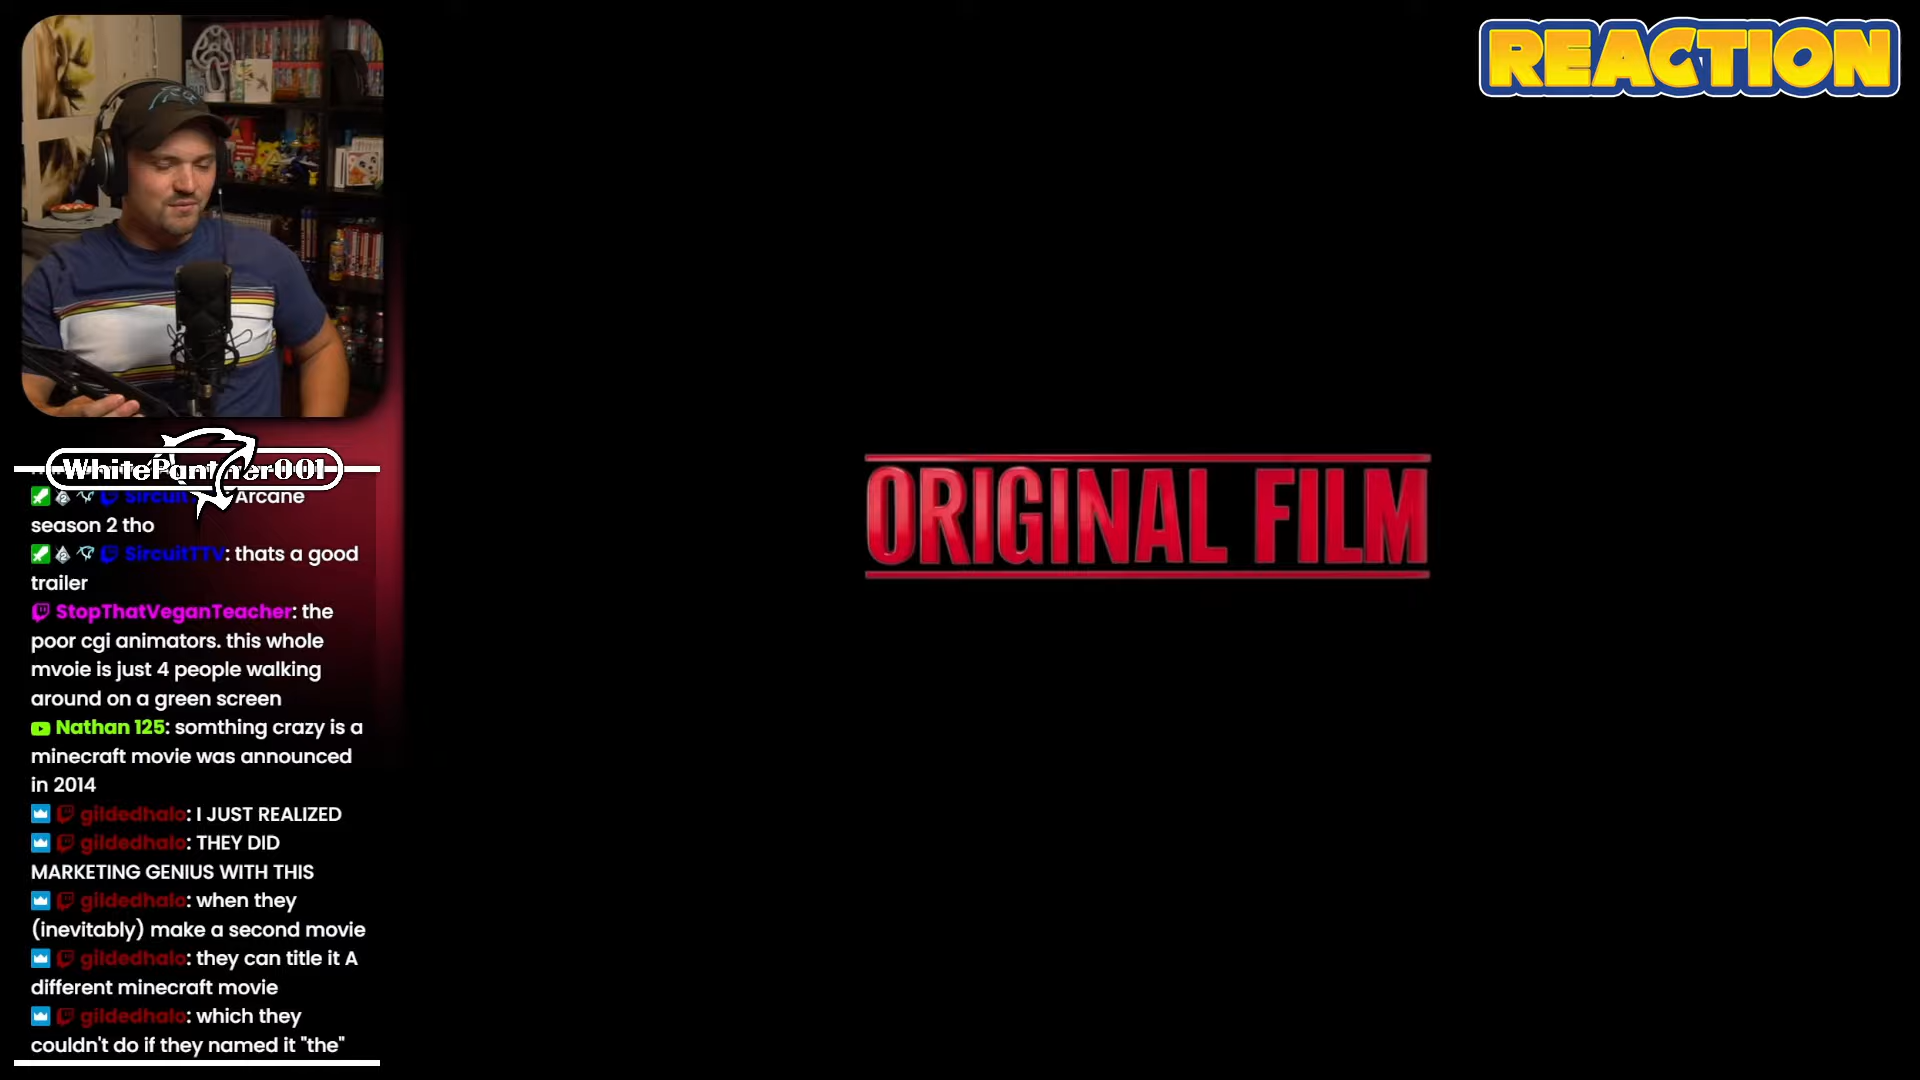 REACTION
ORIGINAL FILM
WhitePanther001
Arcane
season 2 tho
SircuitTTV: thats a good
trailer
StopThatVeganTeacher: the
poor cgi animators. this whole
mvoie is just 4 people walking
around on a green screen
Nathan 125: somthing crazy is a
minecraft movie was announced
in 2014
gildedhalo: I JUST REALIZED
gildedhalo: THEY DID
MARKETING GENIUS WITH THIS
gildedhalo: when they
(inevitably) make a second movie
gildedhalo: they can title it A
different minecraft movie
gildedhalo: which they
couldn't do if they named it "the"